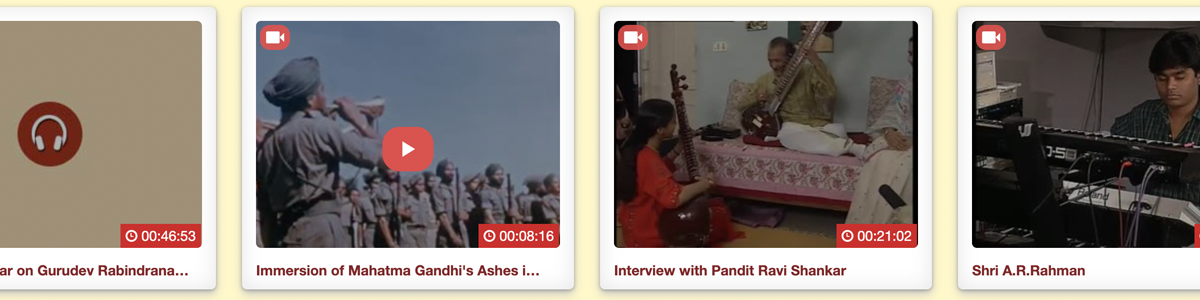 00:46:53
ar on Gurudev Rabindrana...
00:08:16
Immersion of Mahatma Gandhi's Ashes i...
00:21:02
Interview with Pandit Ravi Shankar
Roland
Shri A.R.Rahman